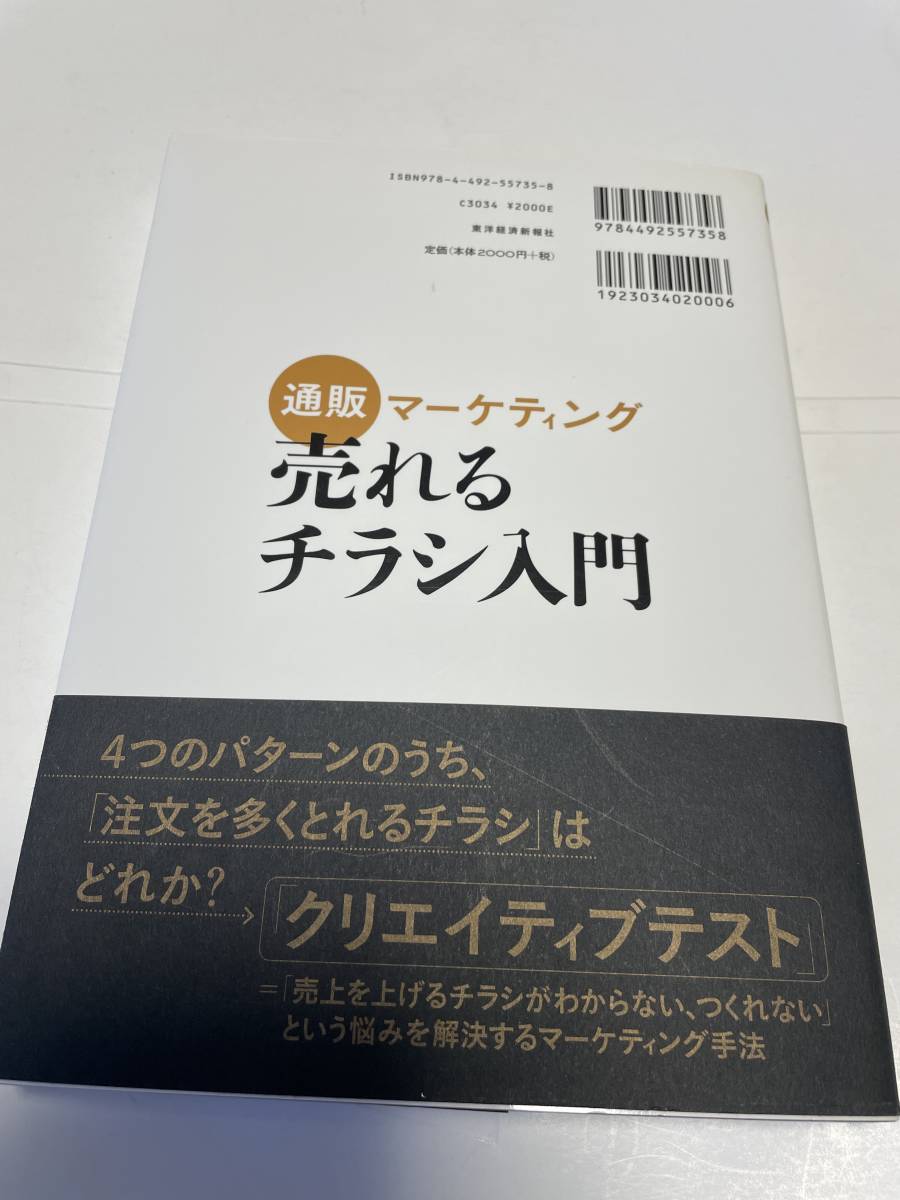 ISBN978-4-492-55735-8
C3034 ¥2000E
東洋経済新報社
定価(本体2000円+税)
9784492557358
1923034020006
通販マーケティング
売れる
チラシ入門
4つのパターンのうち、
「注文を多くとれるチラシ」は
どれか?→「クリエイティブテスト」
=「売上を上げるチラシがわからない、つくれない」
という悩みを解決するマーケティング手法